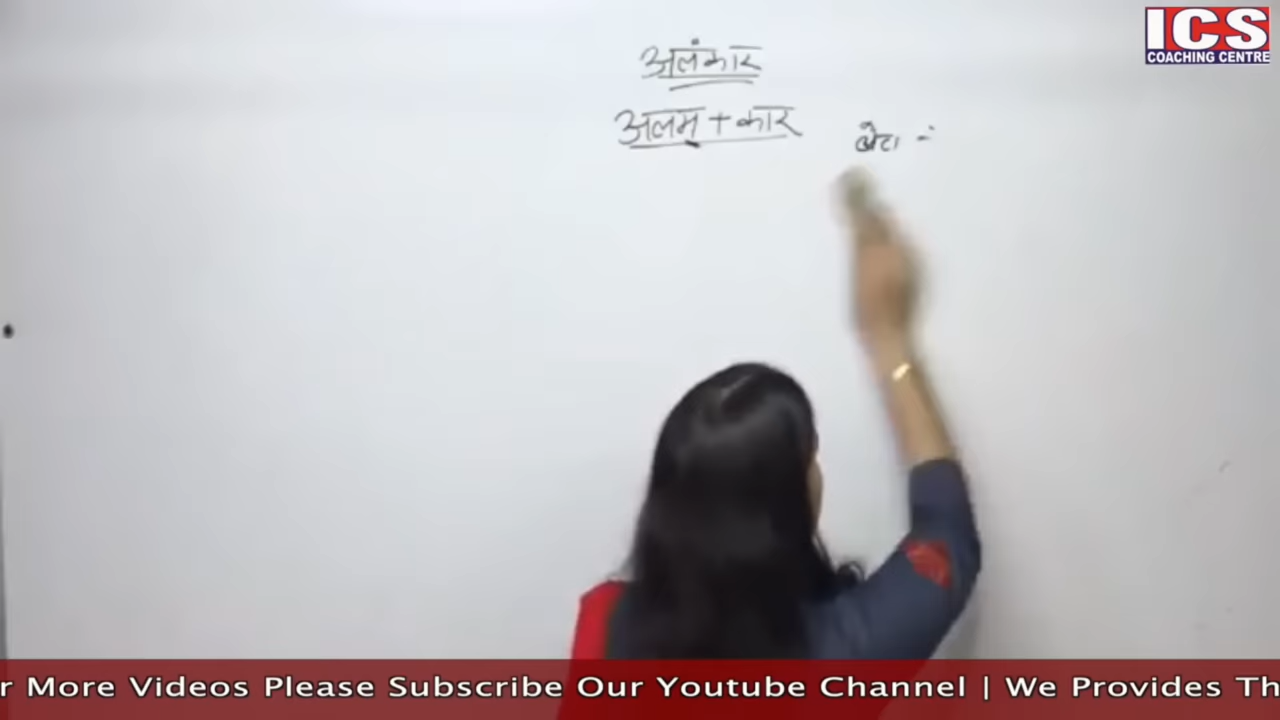 ICS
COACHING CENTRE
अलंकार
अलम् + कार
r More Videos Please Subscribe Our Youtube Channel | We Provides Th